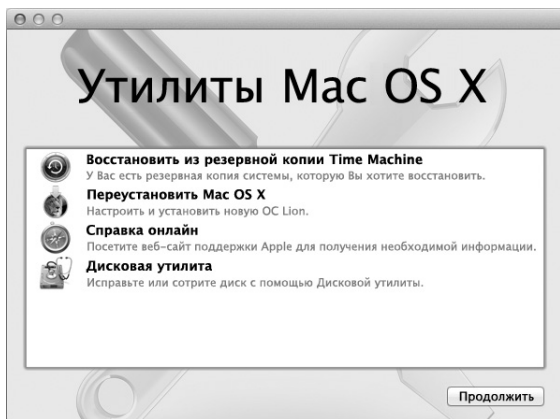 Утилиты Mac OS X
Восстановить из резервной копии Time Machine
У Вас есть резервная копия системы, которую Вы хотите восстановить.
Переустановить Mac OS X
Настроить и установить новую ОС Lion.
Справка онлайн
Посетите веб-сайт поддержки Apple для получения необходимой информации.
Дисковая утилита
Исправьте или сотрите диск с помощью Дисковой утилиты.
Продолжить